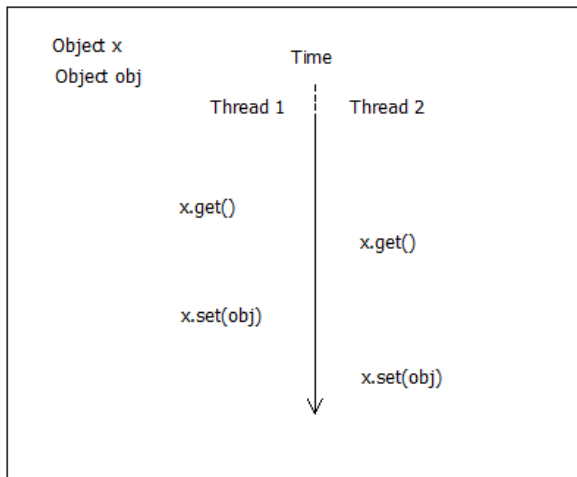 Object x
Object obj
Time
Thread 1
Thread 2
x.get()
x.get()
x.set(obj)
x.set(obj)